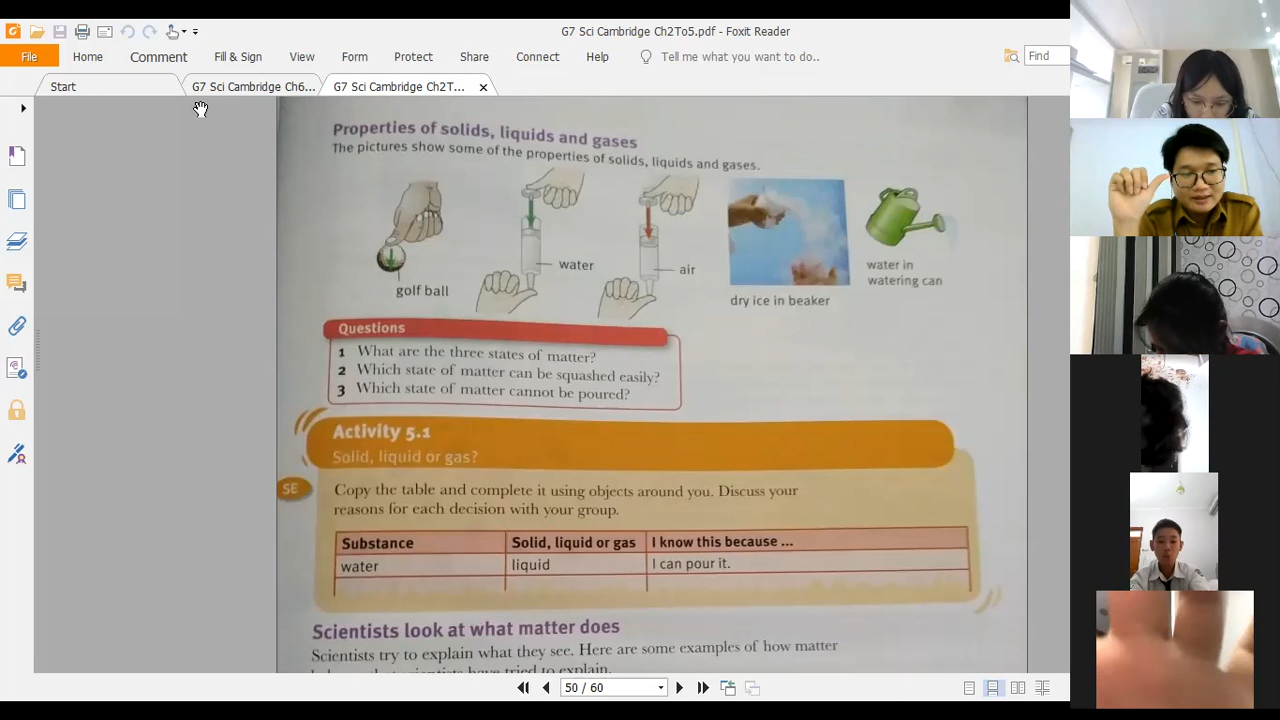 G7 Sci Cambridge Ch2To5.pdf - Foxit Reader
File Home Comment Fill & Sign View Form Protect Share Connect Help Tell me what you want to do.. Find
Start G7 Sci Cambridge Ch6... G7 Sci Cambridge Ch2T...
Properties of solids, liquids and gases
The pictures show some of the properties of solids, liquids and gases.
golf ball
water
air
dry ice in beaker
water in
watering can
Questions
1 What are the three states of matter?
2 Which state of matter can be squashed easily?
3 Which state of matter cannot be poured?
Activity 5.1
Solid, liquid or gas?
SE
Copy the table and complete it using objects around you. Discuss your
reasons for each decision with your group.
Substance Solid, liquid or gas I know this because ...
water liquid I can pour it.
Scientists look at what matter does
Scientists try to explain what they see. Here are some examples of how matter
that scientists have tried to explain.
50 / 60